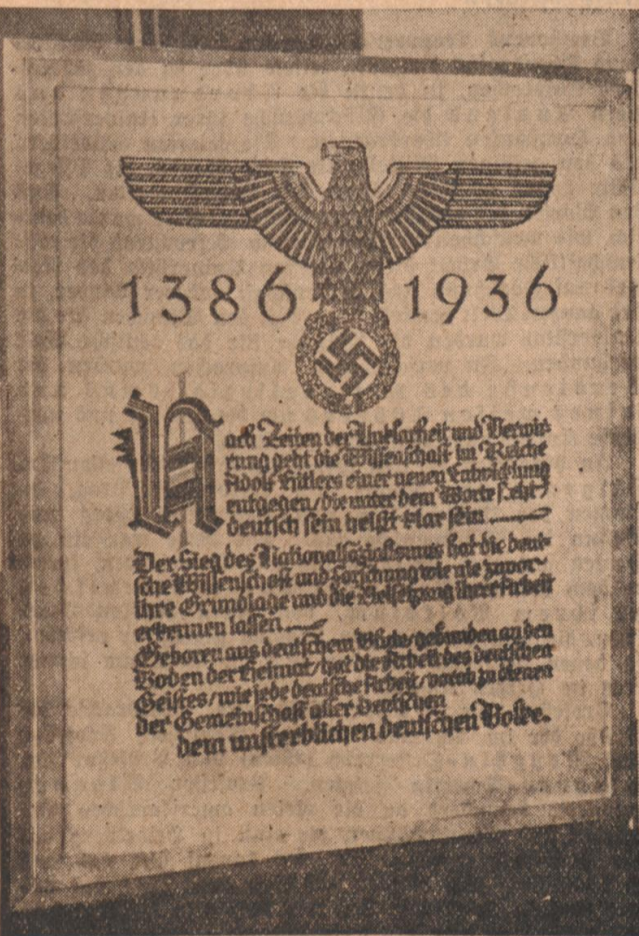 1386 1936
Nach Zeiten der Unklarheit und Verwir-
rung geht die Wissenschaft im Reiche
Adolf Hitlers einer neuen Entwicklung
entgegen, die unter dem Worte steht,
deutsch sein heißt klar sein
Der Sieg des Nationalsozialismus hat die deut-
sche Wissenschaft und Forschung wie nie zuvor
ihre Grundlage und die Zielsetzung ihrer Arbeit
erkennen lassen
Geboren aus deutschem Blute, gebunden an den
Boden der Heimat, hat die Arbeit des deutschen
Geistes, wie jede deutsche Arbeit, vorab zu dienen
der Gemeinschaft aller Deutschen
dem unsterblichen deutschen Volke.